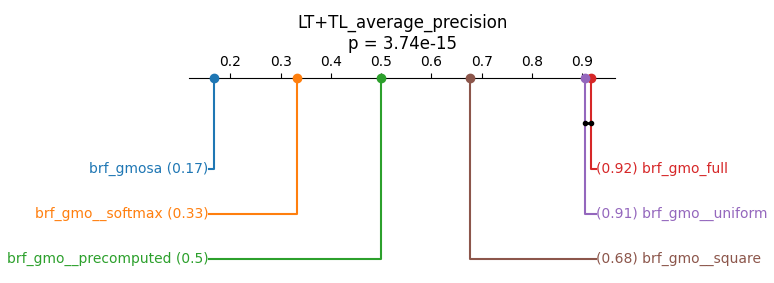 LT+TL_average_precision
p = 3.74e-15
0.2 0.3 0.4 0.5 0.6 0.7 0.8 0.9
brf_gmosa (0.17) (0.92) brf_gmo_full
brf_gmo__softmax (0.33) (0.91) brf_gmo__uniform
brf_gmo__precomputed (0.5) (0.68) brf_gmo__square